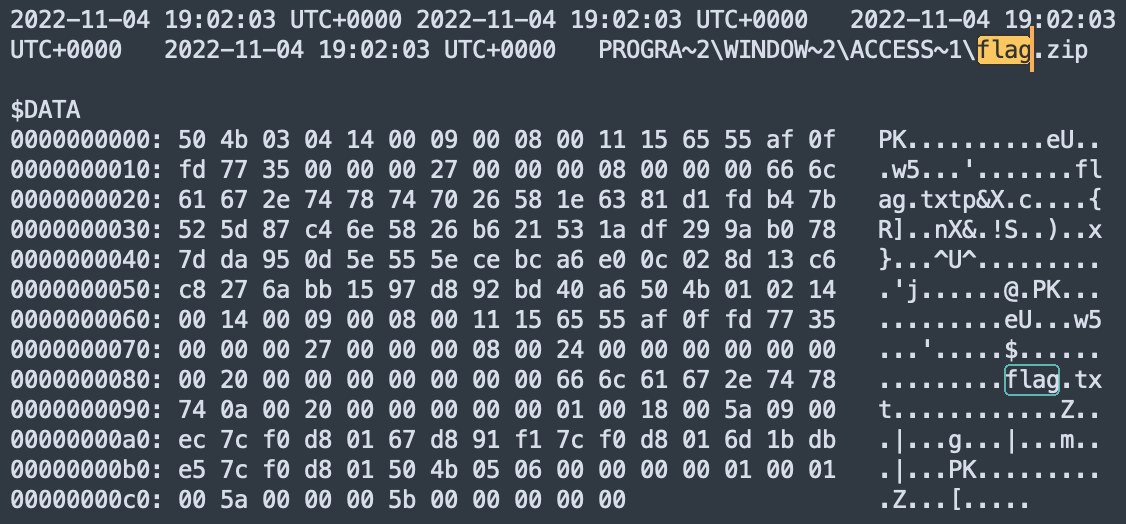 2022-11-04 19:02:03 UTC+0000 2022-11-04 19:02:03 UTC+0000   2022-11-04 19:02:03
UTC+0000   2022-11-04 19:02:03 UTC+0000   PROGRA~2\WINDOW~2\ACCESS~1\flag.zip
$DATA
0000000000: 50 4b 03 04 14 00 09 00 08 00 11 15 65 55 af 0f   PK..........eU..
0000000010: fd 77 35 00 00 00 27 00 00 00 08 00 00 00 66 6c   .w5...'.......fl
0000000020: 61 67 2e 74 78 74 70 26 58 1e 63 81 d1 fd b4 7b   ag.txtp&X.c....{
0000000030: 52 5d 87 c4 6e 58 26 b6 21 53 1a df 29 9a b0 78   R]..nX&.!S..)..x
0000000040: 7d da 95 0d 5e 55 5e ce bc a6 e0 0c 02 8d 13 c6   }...^U^.........
0000000050: c8 27 6a bb 15 97 d8 92 bd 40 a6 50 4b 01 02 14   .'j......@.PK...
0000000060: 00 14 00 09 00 08 00 11 15 65 55 af 0f fd 77 35   .........eU...w5
0000000070: 00 00 00 27 00 00 00 08 00 24 00 00 00 00 00 00   ...'.....$......
0000000080: 00 20 00 00 00 00 00 00 00 66 6c 61 67 2e 74 78   .........flag.tx
0000000090: 74 0a 00 20 00 00 00 00 00 01 00 18 00 5a 09 00   t............Z..
00000000a0: ec 7c f0 d8 01 67 d8 91 f1 7c f0 d8 01 6d 1b db   .|...g...|...m..
00000000b0: e5 7c f0 d8 01 50 4b 05 06 00 00 00 00 01 00 01   .|...PK.........
00000000c0: 00 5a 00 00 00 5b 00 00 00 00 00   .Z...[.....